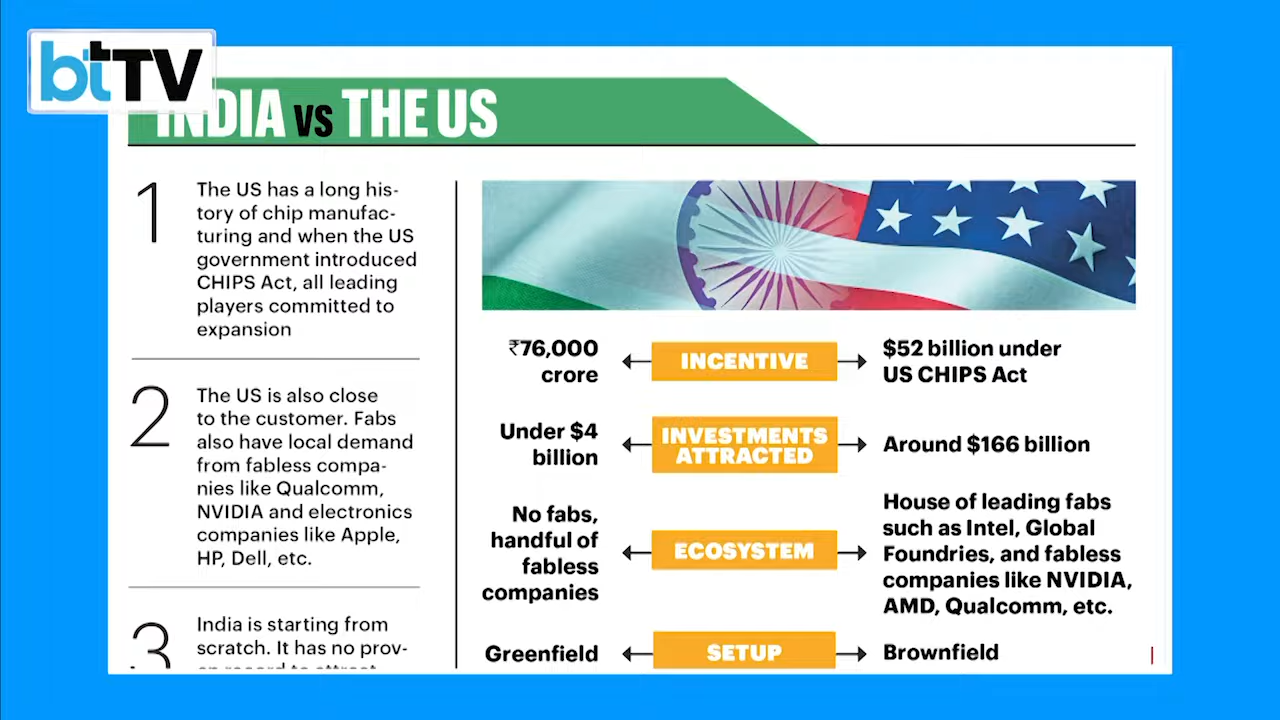 btTV
INDIA VS THE US
1
The US has a long his-
tory of chip manufac-
turing and when the US
government introduced
CHIPS Act, all leading
players committed to
expansion
2
The US is also close
to the customer. Fabs
also have local demand
from fabless compa-
nies like Qualcomm,
NVIDIA and electronics
companies like Apple,
HP, Dell, etc.
3
India is starting from
scratch. It has no prov-
en record to attract
₹76,000
crore
INCENTIVE
$52 billion under
US CHIPS Act
Under $4
billion
INVESTMENTS
ATTRACTED
Around $166 billion
No fabs,
handful of
fabless
companies
ECOSYSTEM
House of leading fabs
such as Intel, Global
Foundries, and fabless
companies like NVIDIA,
AMD, Qualcomm, etc.
Greenfield
SETUP
Brownfield